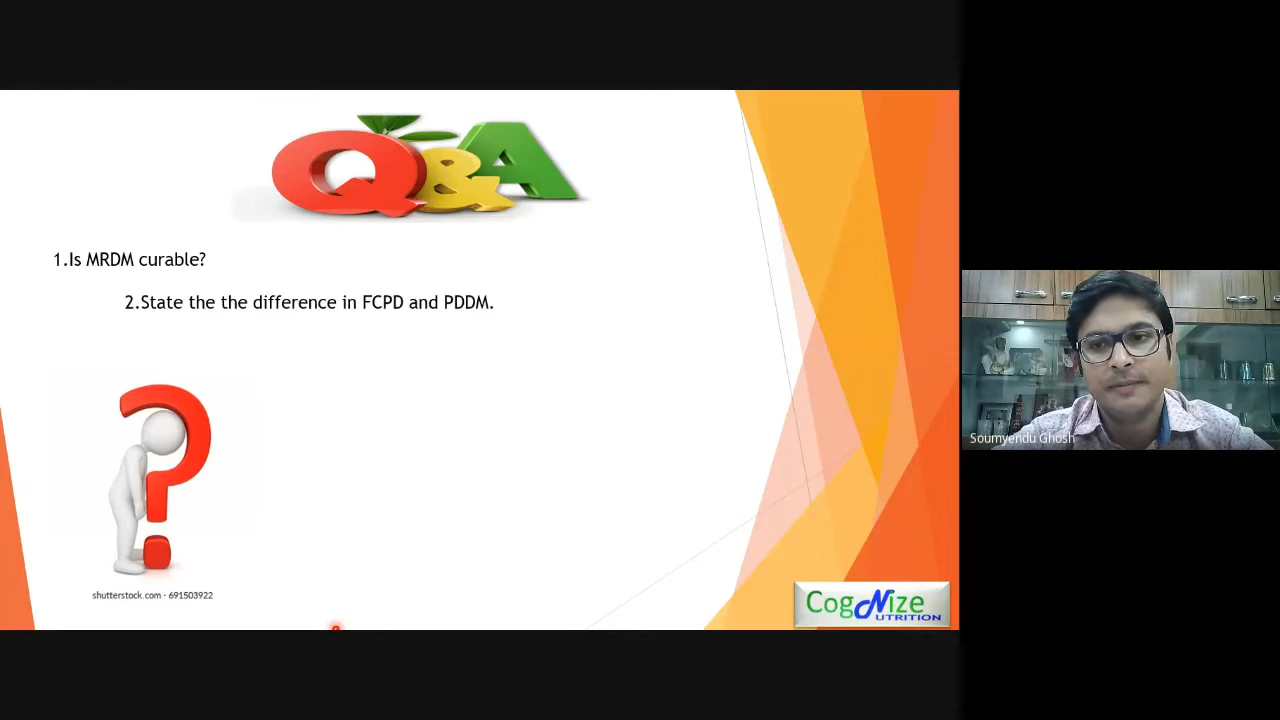 Q&A
1.Is MRDM curable?
2.State the the difference in FCPD and PDDM.
Soumyendu Ghosh
shutterstock.com · 691503922
CogNize
UTRITION